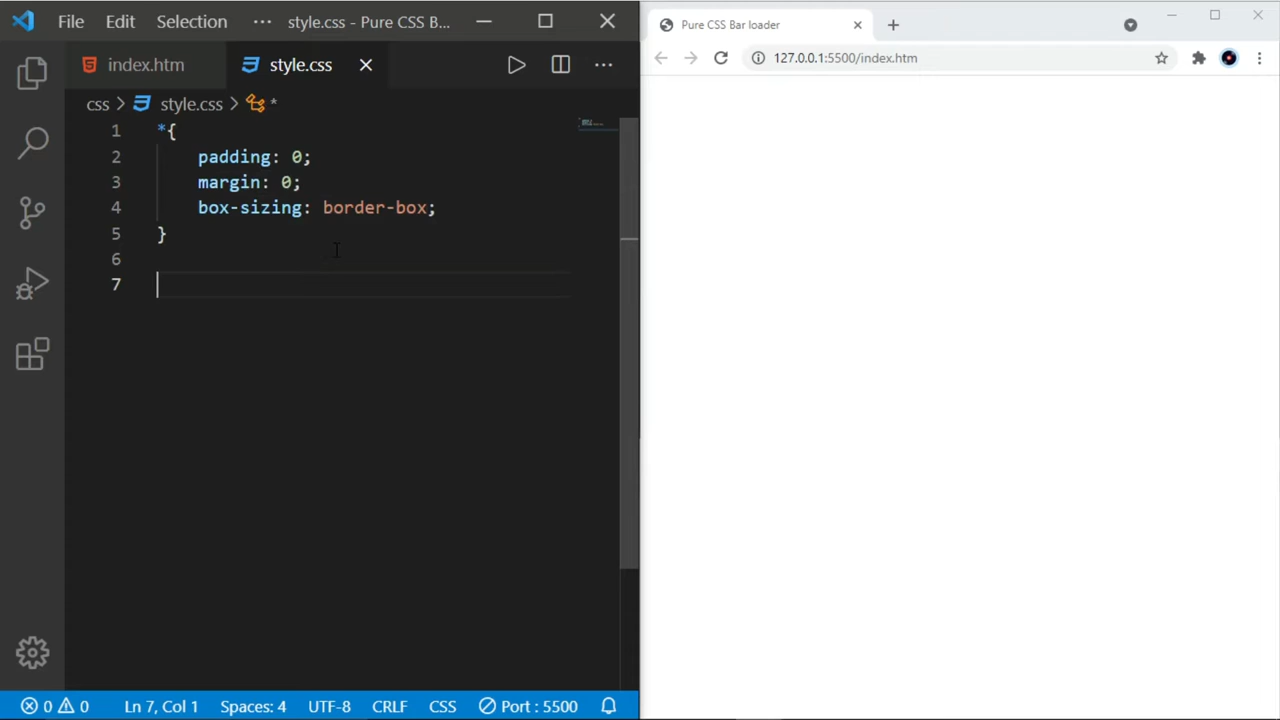 File Edit Selection ··· style.css - Pure CSS B...
index.htm style.css
css > style.css > *
1 *{
2 padding: 0;
3 margin: 0;
4 box-sizing: border-box;
5 }
6
7
0 0 Ln 7, Col 1 Spaces: 4 UTF-8 CRLF CSS Port : 5500
Pure CSS Bar loader
127.0.0.1:5500/index.htm